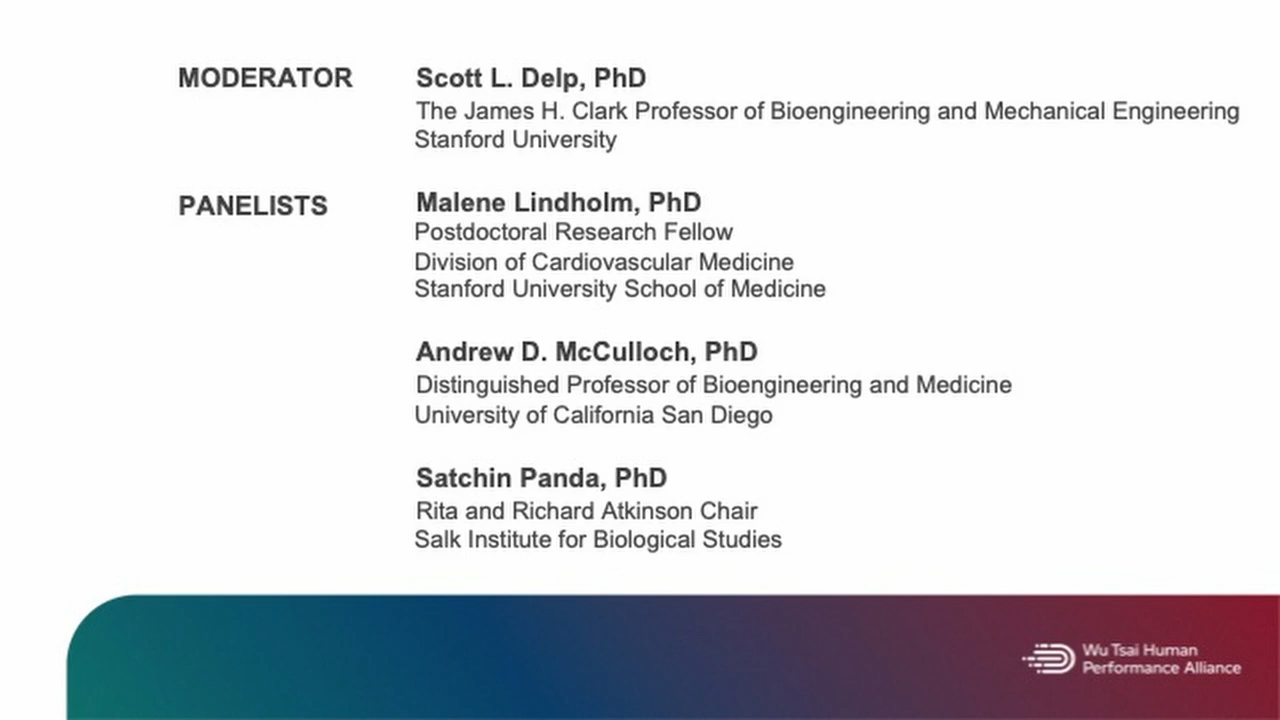 MODERATOR
Scott L. Delp, PhD
The James H. Clark Professor of Bioengineering and Mechanical Engineering
Stanford University
PANELISTS
Malene Lindholm, PhD
Postdoctoral Research Fellow
Division of Cardiovascular Medicine
Stanford University School of Medicine
Andrew D. McCulloch, PhD
Distinguished Professor of Bioengineering and Medicine
University of California San Diego
Satchin Panda, PhD
Rita and Richard Atkinson Chair
Salk Institute for Biological Studies
Wu Tsai Human
Performance Alliance